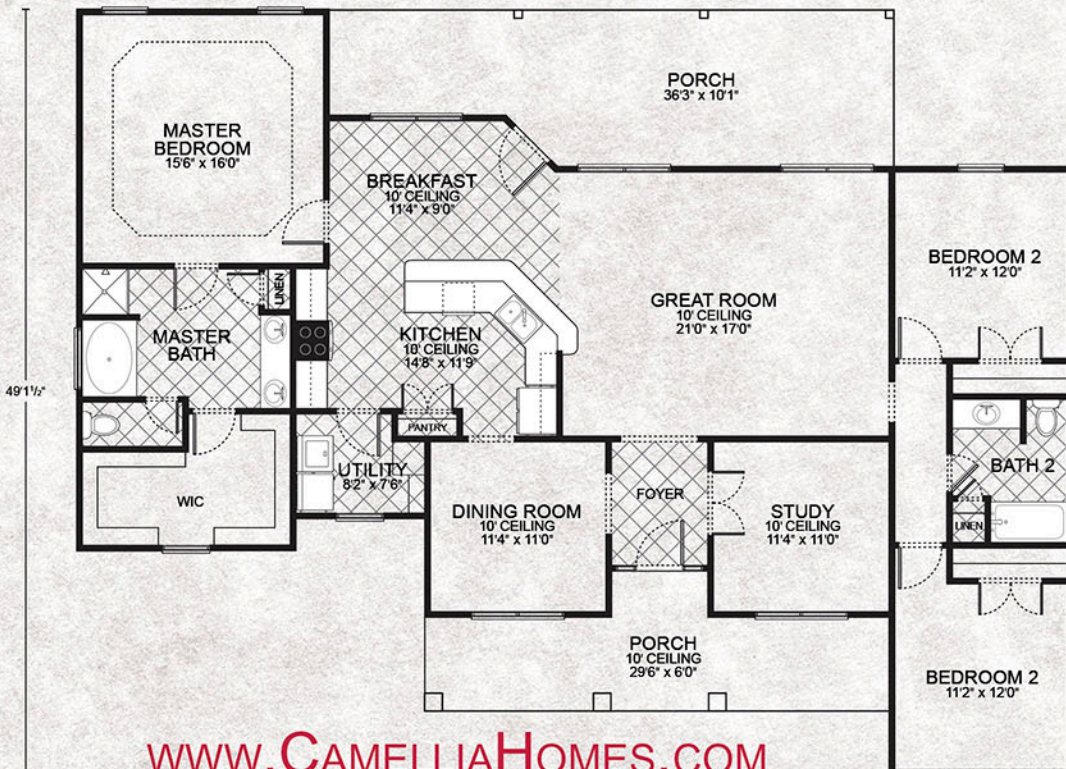 PORCH
36'3" x 10'1"
MASTER
BEDROOM
15'6" x 16'0"
BREAKFAST
10' CEILING
11'4" x 9'0"
BEDROOM 2
11'2" x 12'0"
LINEN
GREAT ROOM
10' CEILING
21'0" x 17'0"
MASTER
BATH
KITCHEN
10' CEILING
14'8" x 11'9"
49'1½"
PANTRY
UTILITY
8'2" x 7'6"
BATH 2
WIC
FOYER
DINING ROOM
10' CEILING
11'4" x 11'0"
STUDY
10' CEILING
11'4" x 11'0"
LINEN
PORCH
10' CEILING
29'6" x 6'0"
BEDROOM 2
11'2" x 12'0"
WWW.CAMELLIAHOMES.COM